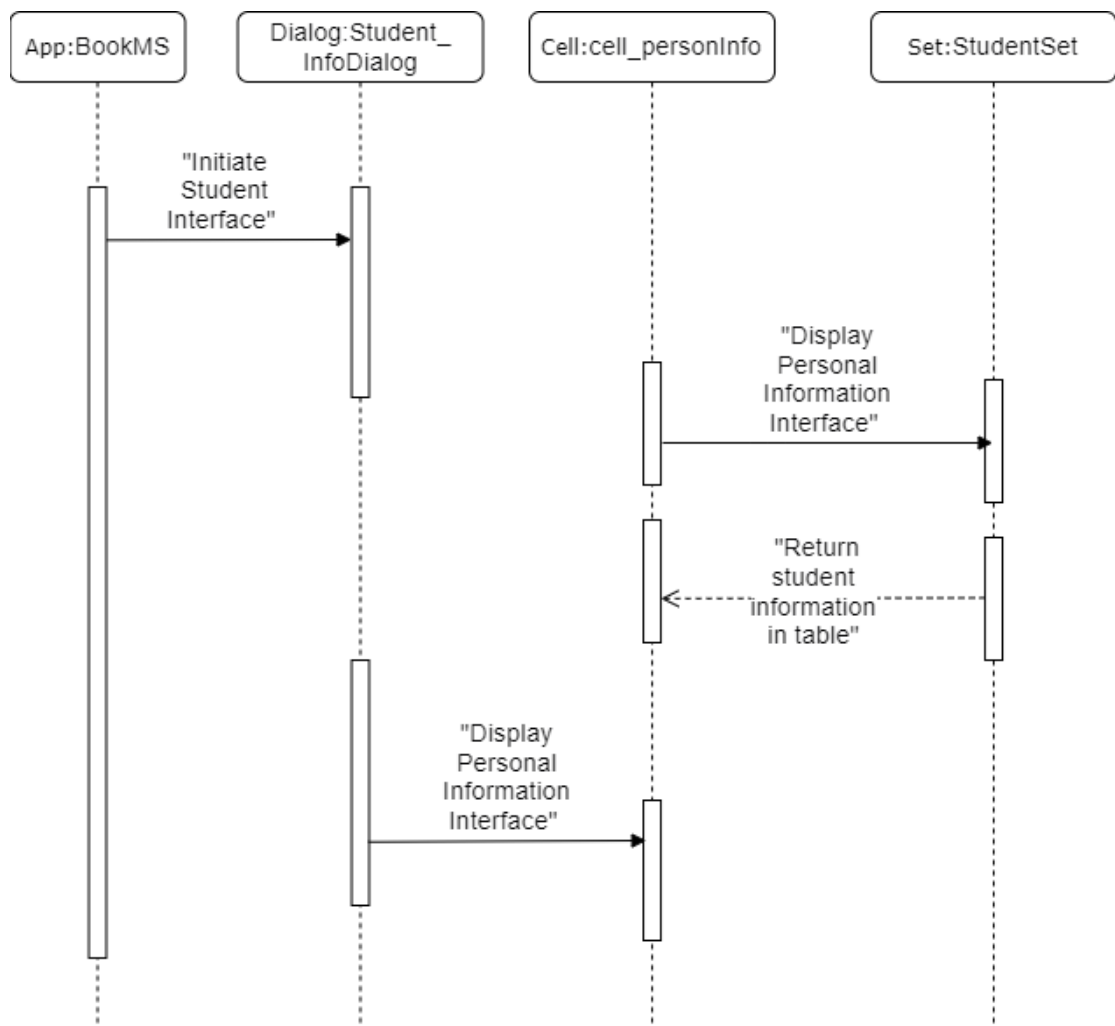 App:BookMS
Dialog:Student_
InfoDialog
Cell:cell_personInfo
Set:StudentSet
"Initiate
Student
Interface"
"Display
Personal
Information
Interface"
"Return
student
information
in table"
"Display
Personal
Information
Interface"